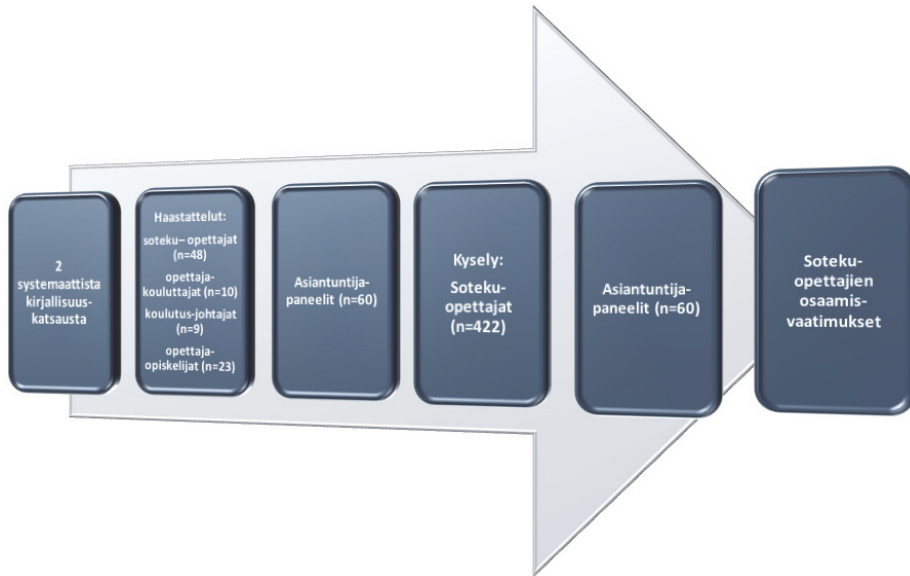 2
systemaattista
kirjallisuus-
katsausta
Haastattelut:
soteku– opettajat
(n=48)
opettaja-
kouluttajat (n=10)
koulutus-johtajat
(n=9)
opettaja-
opiskelijat (n=23)
Asiantuntija-
paneelit (n=60)
Kysely:
Soteku-
opettajat
(n=422)
Asiantuntija-
paneelit (n=60)
Soteku-
opettajien
osaamis-
vaatimukset